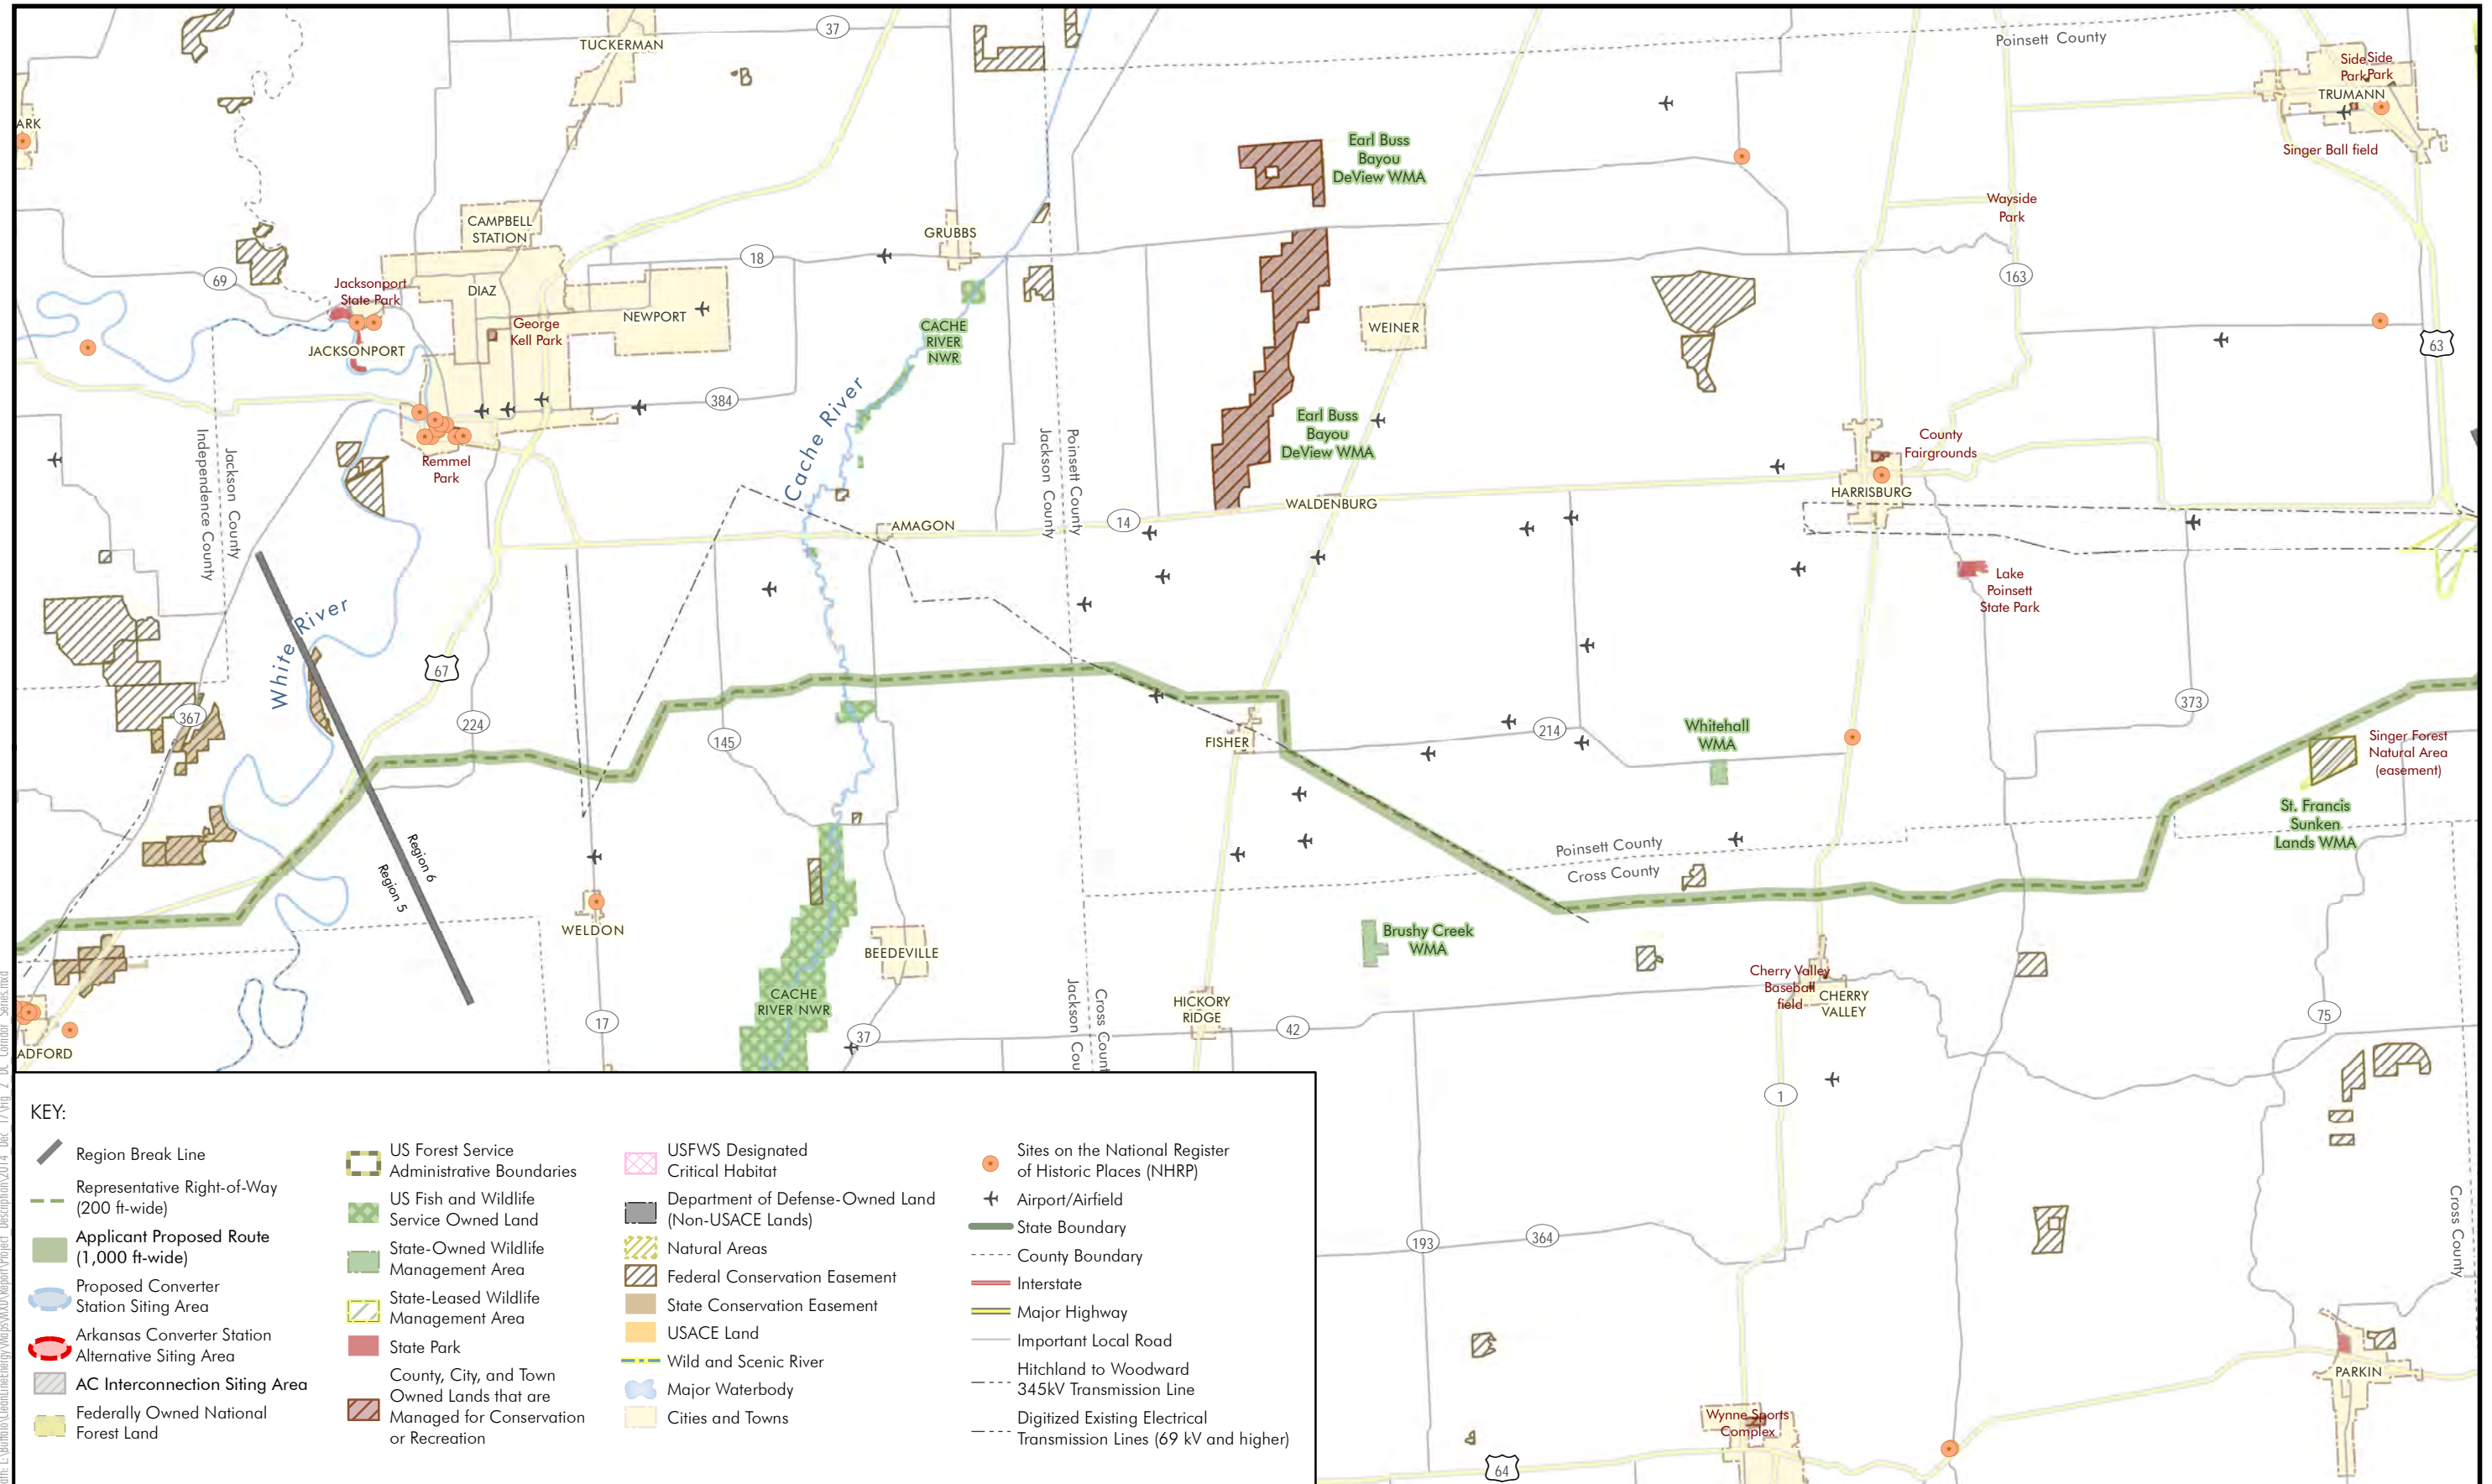 37
Poinsett County
TUCKERMAN
Side Side
Park Park
TRUMANN
ARK
Singer Ball field
Earl Buss
Bayou
DeView WMA
Wayside
Park
CAMPBELL
STATION
GRUBBS
18
69
163
Jacksonport
State Park
DIAZ
NEWPORT
George
Kell Park
CACHE
RIVER
NWR
WEINER
63
JACKSONPORT
384
Cache River
Earl Buss
Bayou
DeView WMA
County
Fairgrounds
Remmel
Park
Independence County
Jackson County
Jackson County
Poinsett County
HARRISBURG
WALDENBURG
14
AMAGON
Lake
Poinsett
State Park
White River
67
367
224
145
373
FISHER
214
Whitehall
WMA
Singer Forest
Natural Area
(easement)
St. Francis
Sunken
Lands WMA
Region 6
Region 5
Poinsett County
Cross County
WELDON
BEEDEVILLE
Brushy Creek
WMA
Cherry Valley
Baseball
field
CHERRY
VALLEY
CACHE
RIVER NWR
HICKORY
RIDGE
Jackson Cou
Cross Count
17
37
42
75
ADFORD
1
193
364
Cross County
PARKIN
Wynne Sports
Complex
64
KEY:
Region Break Line
Representative Right-of-Way
(200 ft-wide)
Applicant Proposed Route
(1,000 ft-wide)
Proposed Converter
Station Siting Area
Arkansas Converter Station
Alternative Siting Area
AC Interconnection Siting Area
Federally Owned National
Forest Land
US Forest Service
Administrative Boundaries
US Fish and Wildlife
Service Owned Land
State-Owned Wildlife
Management Area
State-Leased Wildlife
Management Area
State Park
County, City, and Town
Owned Lands that are
Managed for Conservation
or Recreation
USFWS Designated
Critical Habitat
Department of Defense-Owned Land
(Non-USACE Lands)
Natural Areas
Federal Conservation Easement
State Conservation Easement
USACE Land
Wild and Scenic River
Major Waterbody
Cities and Towns
Sites on the National Register
of Historic Places (NHRP)
Airport/Airfield
State Boundary
County Boundary
Interstate
Major Highway
Important Local Road
Hitchland to Woodward
345kV Transmission Line
Digitized Existing Electrical
Transmission Lines (69 kV and higher)